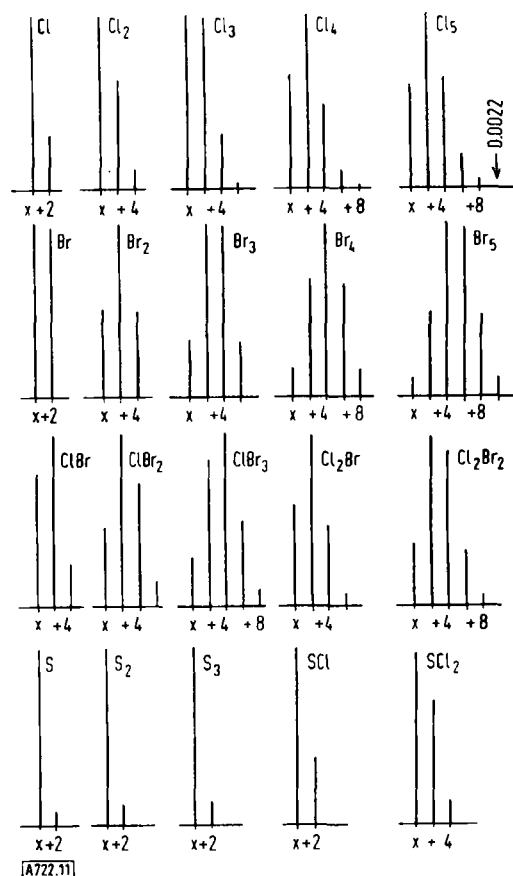 Cl Cl₂ Cl₃ Cl₄ Cl₅
0.0022
x +2 x +4 x +4 x +4 +8 x +4 +8
Br Br₂ Br₃ Br₄ Br₅
x+2 x +4 x +4 x +4 +8 x +4 +8
ClBr ClBr₂ ClBr₃ Cl₂Br Cl₂Br₂
x +4 x +4 x +4 +8 x +4 x +4 +8
S S₂ S₃ SCl SCl₂
x+2 x+2 x+2 x+2 x + 4
A722.11